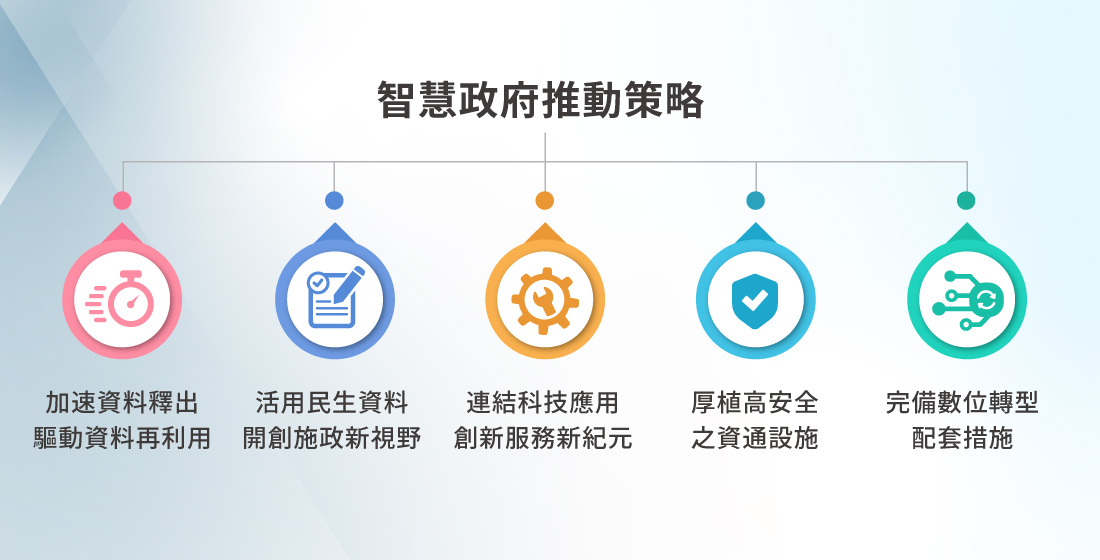 智慧政府推動策略
加速資料釋出
驅動資料再利用
活用民生資料
開創施政新視野
連結科技應用
創新服務新紀元
厚植高安全
之資通設施
完備數位轉型
配套措施